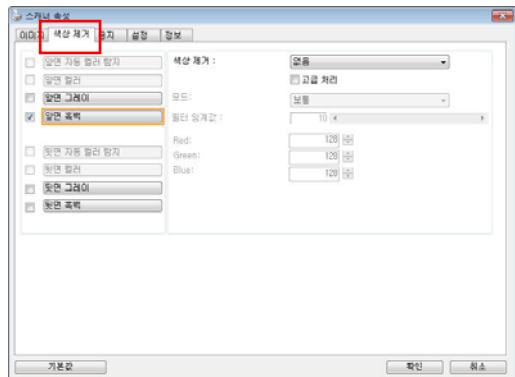 스캐너 속성
이미지 색상 제거 용지 설정 정보
앞면 자동 컬러 탐지
앞면 컬러
앞면 그레이
앞면 흑백
뒷면 자동 컬러 탐지
뒷면 컬러
뒷면 그레이
뒷면 흑백
색상 제거 : 없음
고급 처리
모드: 보통
필터 임계값 : 10
Red: 128
Green: 128
Blue: 128
기본값 확인 취소